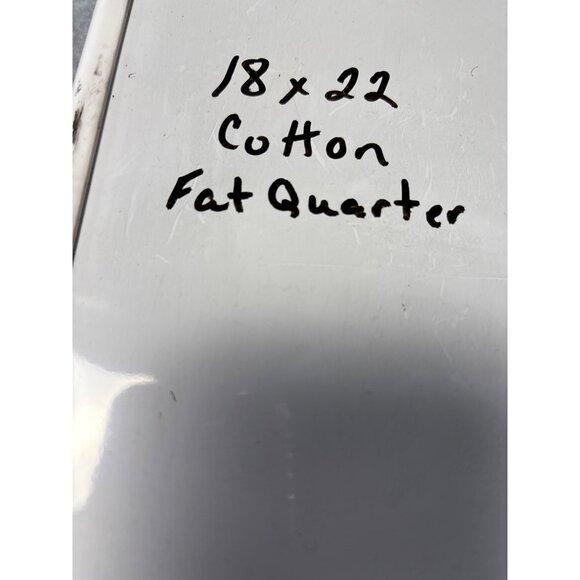 18 x 22
Cotton
Fat Quarter